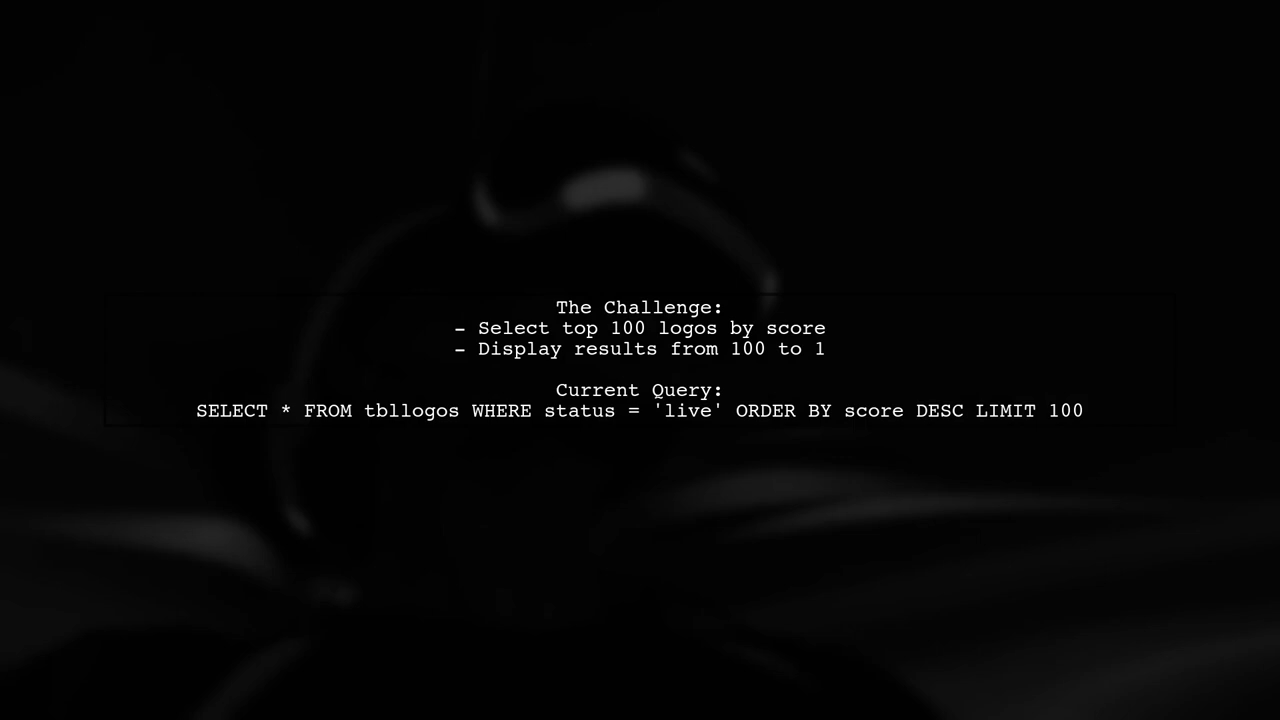 The Challenge:
- Select top 100 logos by score
- Display results from 100 to 1
Current Query:
SELECT * FROM tbllogos WHERE status = 'live' ORDER BY score DESC LIMIT 100